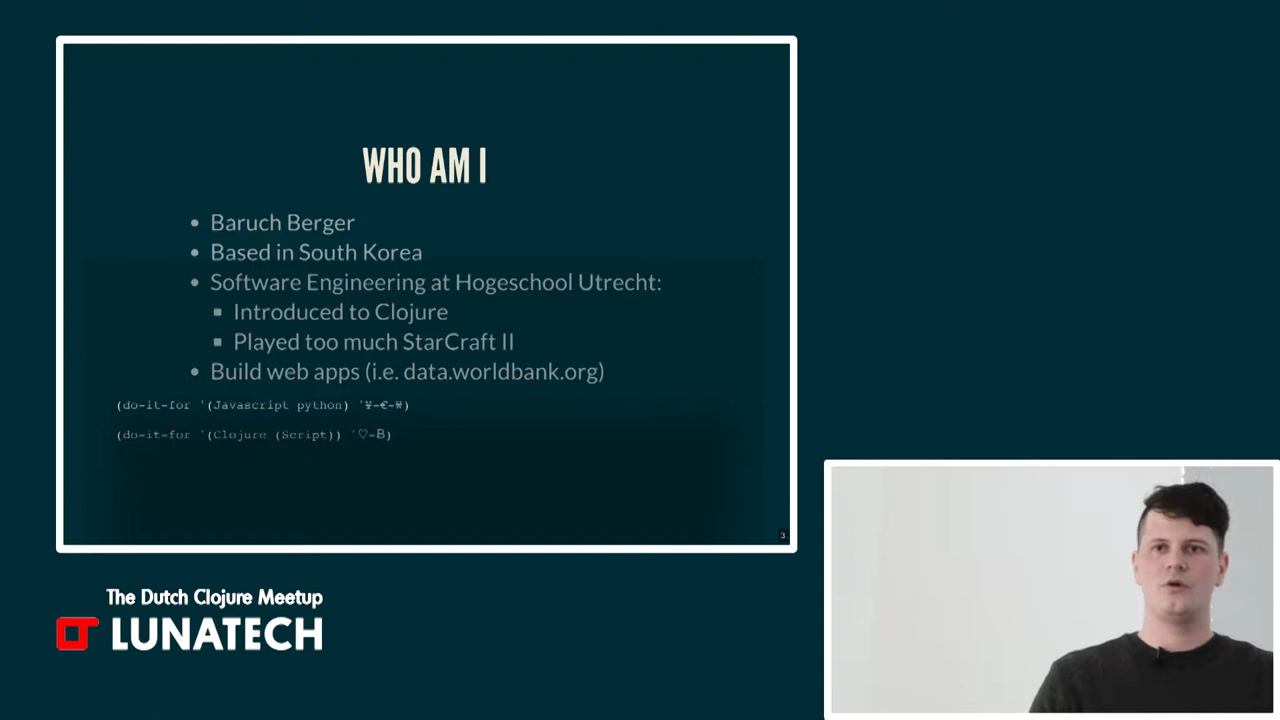 WHO AM I
• Baruch Berger
• Based in South Korea
• Software Engineering at Hogeschool Utrecht:
▪ Introduced to Clojure
▪ Played too much StarCraft II
• Build web apps (i.e. data.worldbank.org)
(do-it-for '(Javascript python) '¥-€-₩)
(do-it-for '(Clojure (Script)) '♡-B)
3
The Dutch Clojure Meetup
LUNATECH